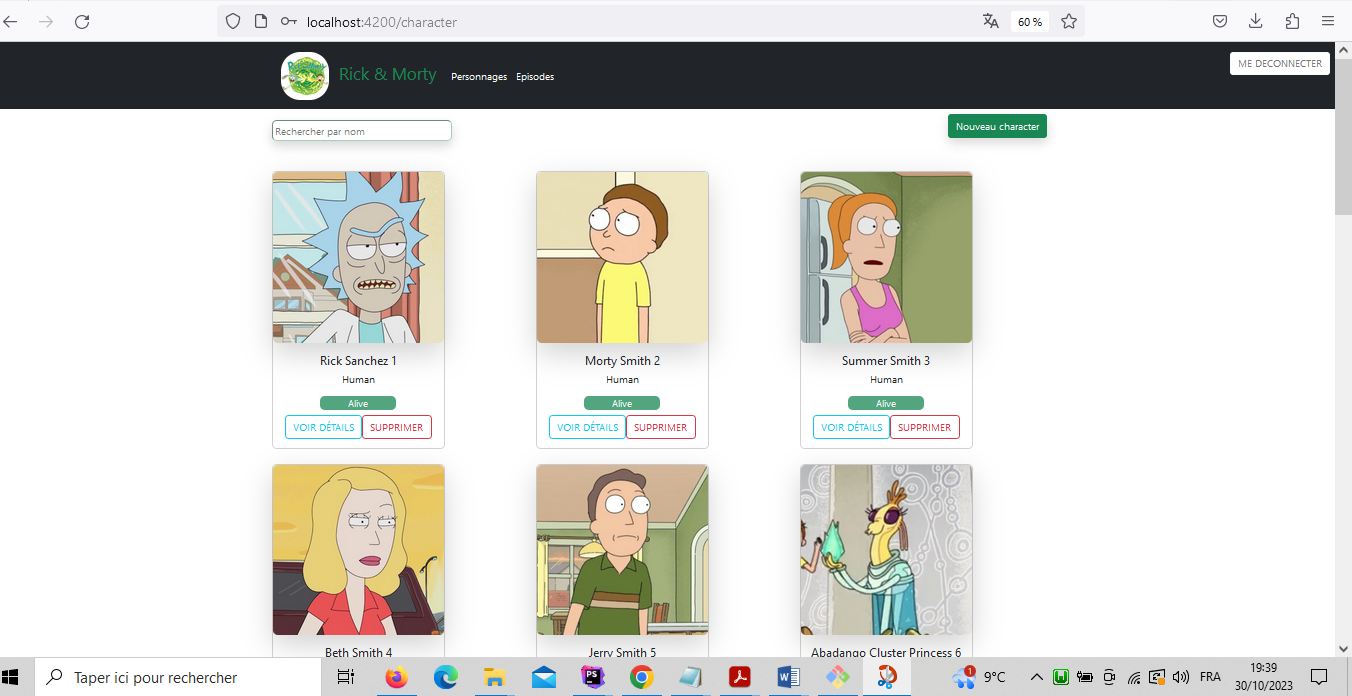 localhost:4200/character
60 %
Rick & Morty
Personnages
Episodes
ME DECONNECTER
Rechercher par nom
Nouveau character
Rick Sanchez 1
Human
Alive
VOIR DÉTAILS
SUPPRIMER
Morty Smith 2
Human
Alive
VOIR DÉTAILS
SUPPRIMER
Summer Smith 3
Human
Alive
VOIR DÉTAILS
SUPPRIMER
Beth Smith 4
Jerry Smith 5
Abadango Cluster Princess 6
Taper ici pour rechercher
PS
1
9°C
FRA
19:39
30/10/2023